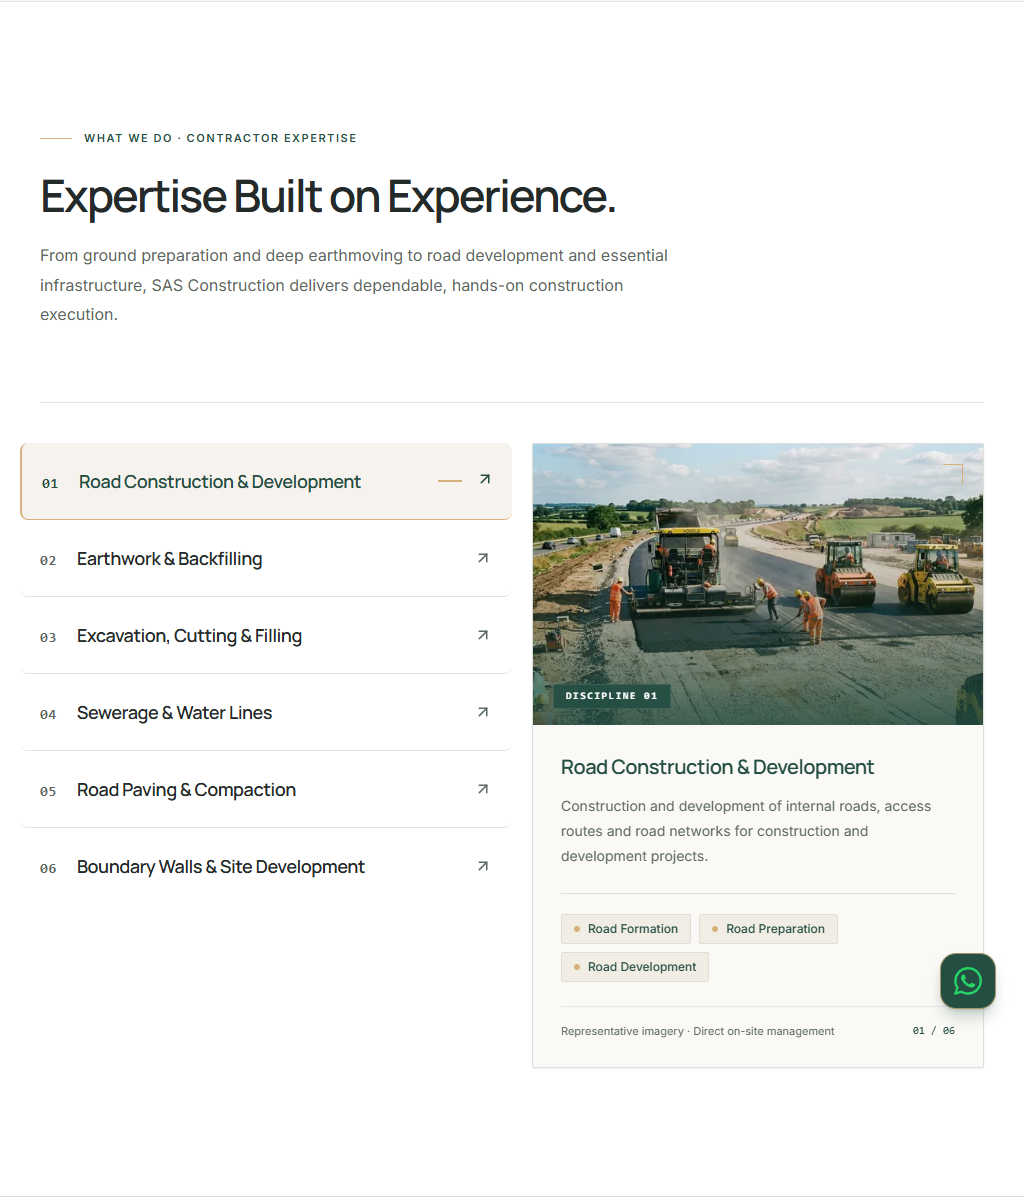 WHAT WE DO · CONTRACTOR EXPERTISE
Expertise Built on Experience.
From ground preparation and deep earthmoving to road development and essential
infrastructure, SAS Construction delivers dependable, hands-on construction
execution.
01 Road Construction & Development
02 Earthwork & Backfilling
03 Excavation, Cutting & Filling
04 Sewerage & Water Lines
05 Road Paving & Compaction
06 Boundary Walls & Site Development
DISCIPLINE 01
Road Construction & Development
Construction and development of internal roads, access
routes and road networks for construction and
development projects.
Road Formation
Road Preparation
Road Development
Representative imagery · Direct on-site management
01 / 06